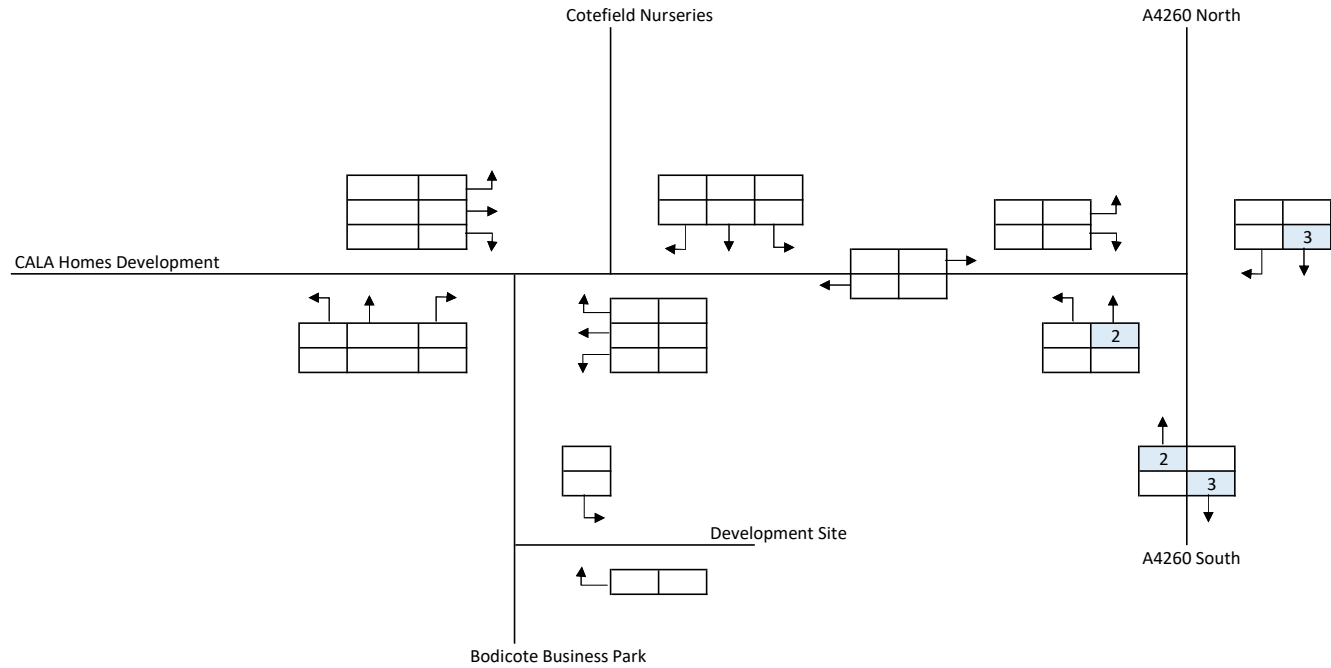 Cotefield Nurseries
A4260 North
3
CALA Homes Development
2
2
3
Development Site
A4260 South
Bodicote Business Park